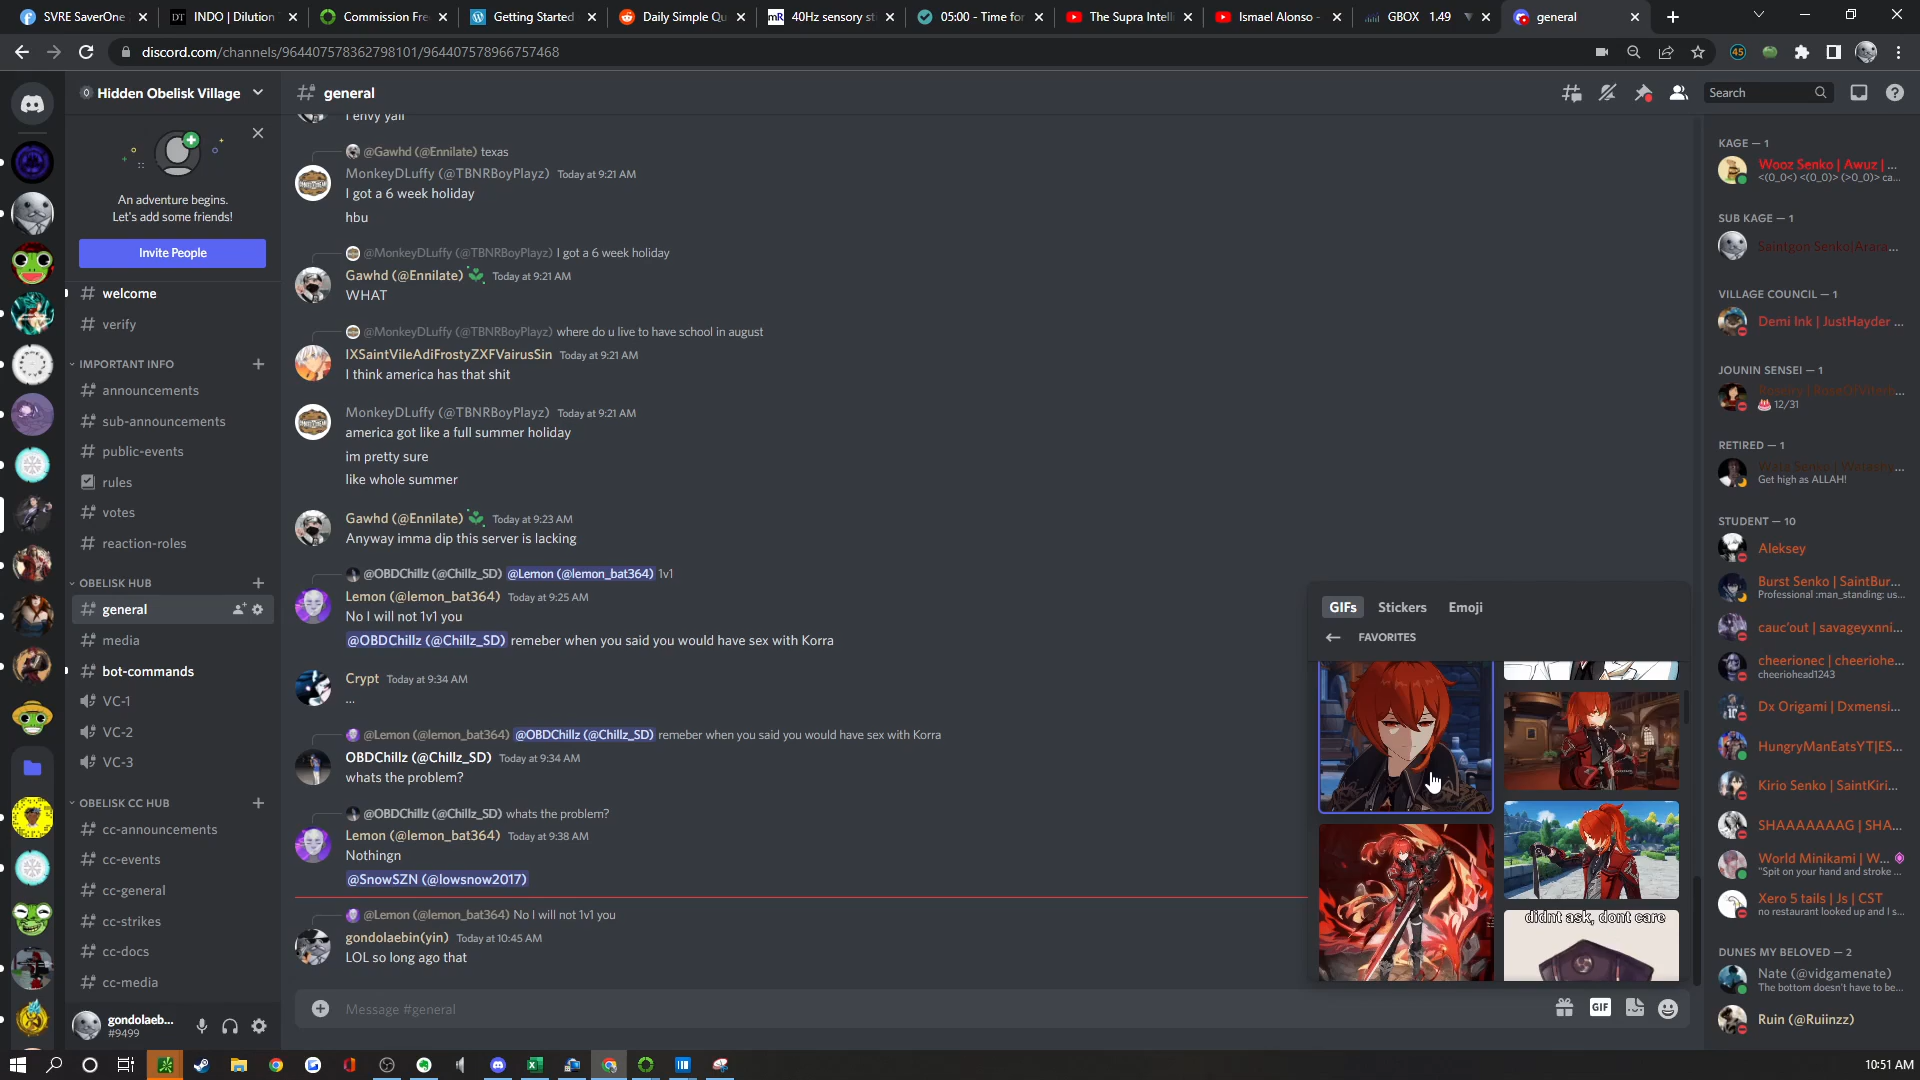 SVRE SaverOne
INDO | Dilution
Commission Fre
Getting Started
Daily Simple Qu
40Hz sensory st
05:00 - Time for
The Supra Intelli
Ismael Alonso -
GBOX 1.49
general
discord.com/channels/964407578362798101/964407578966757468
45
Hidden Obelisk Village
An adventure begins.
Let's add some friends!
Invite People
welcome
verify
IMPORTANT INFO
announcements
sub-announcements
public-events
rules
votes
reaction-roles
OBELISK HUB
general
media
bot-commands
VC-1
VC-2
VC-3
OBELISK CC HUB
cc-announcements
cc-events
cc-general
cc-strikes
cc-docs
cc-media
gondolaeb...
#9499
general
Search
I envy yall
@Gawhd (@Ennilate) texas
MonkeyDLuffy (@TBNRBoyPlayz) Today at 9:21 AM
I got a 6 week holiday
hbu
@MonkeyDLuffy (@TBNRBoyPlayz) I got a 6 week holiday
Gawhd (@Ennilate) Today at 9:21 AM
WHAT
@MonkeyDLuffy (@TBNRBoyPlayz) where do u live to have school in august
IXSaintVileAdiFrostyZXFVairusSin Today at 9:21 AM
I think america has that shit
MonkeyDLuffy (@TBNRBoyPlayz) Today at 9:21 AM
america got like a full summer holiday
im pretty sure
like whole summer
Gawhd (@Ennilate) Today at 9:23 AM
Anyway imma dip this server is lacking
@OBDChillz (@Chillz_SD) @Lemon (@lemon_bat364) 1v1
Lemon (@lemon_bat364) Today at 9:25 AM
No I will not 1v1 you
@OBDChillz (@Chillz_SD) remeber when you said you would have sex with Korra
Crypt Today at 9:34 AM
...
@Lemon (@lemon_bat364) @OBDChillz (@Chillz_SD) remeber when you said you would have sex with Korra
OBDChillz (@Chillz_SD) Today at 9:34 AM
whats the problem?
@OBDChillz (@Chillz_SD) whats the problem?
Lemon (@lemon_bat364) Today at 9:38 AM
Nothingn
@SnowSZN (@lowsnow2017)
@Lemon (@lemon_bat364) No I will not 1v1 you
gondolaebin(yin) Today at 10:45 AM
LOL so long ago that
Message #general
GIF
GIFs Stickers Emoji
FAVORITES
didnt ask, dont care
KAGE — 1
Wooz Senko | Awuz | ...
<(0_0<) <(0_0)> (>0_0)> ca...
SUB KAGE — 1
Saintgon Senko|Arara...
VILLAGE COUNCIL — 1
Demi Ink | JustHayder ...
JOUNIN SENSEI — 1
12/31
RETIRED — 1
Get high as ALLAH!
STUDENT — 10
Aleksey
Burst Senko | SaintBur...
Professional :man_standing: us...
cauc'out | savageyxnni...
cheerionec | cheeriohe...
cheeriohead1243
Dx Origami | Dxmensi...
HungryManEatsYT|ES...
Kirio Senko | SaintKiri...
SHAAAAAAG | SHA...
World Minikami | W...
"Spit on your hand and stroke ...
Xero 5 tails | Js | CST
no restaurant looked up and I s...
DUNES MY BELOVED — 2
Nate (@vidgamenate)
The bottom doesn't have to be...
Ruin (@Ruiinzz)
10:51 AM